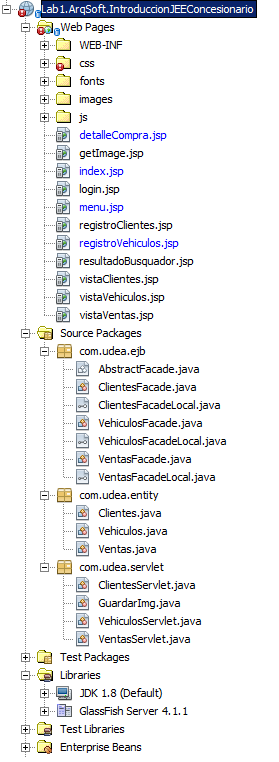 Lab1.ArqSoft.IntroduccionJEEConcesionario
Web Pages
WEB-INF
css
fonts
images
js
detalleCompra.jsp
getImage.jsp
index.jsp
login.jsp
menu.jsp
registroClientes.jsp
registroVehiculos.jsp
resultadoBusquador.jsp
vistaClientes.jsp
vistaVehiculos.jsp
vistaVentas.jsp
Source Packages
com.udea.ejb
AbstractFacade.java
ClientesFacade.java
ClientesFacadeLocal.java
VehiculosFacade.java
VehiculosFacadeLocal.java
VentasFacade.java
VentasFacadeLocal.java
com.udea.entity
Clientes.java
Vehiculos.java
Ventas.java
com.udea.servlet
ClientesServlet.java
GuardarImg.java
VehiculosServlet.java
VentasServlet.java
Test Packages
Libraries
JDK 1.8 (Default)
GlassFish Server 4.1.1
Test Libraries
Enterprise Beans